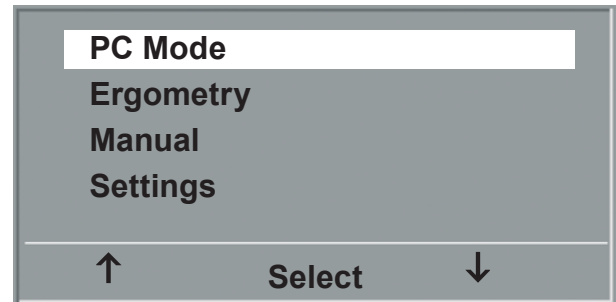 PC Mode
Ergometry
Manual
Settings
↑ Select ↓